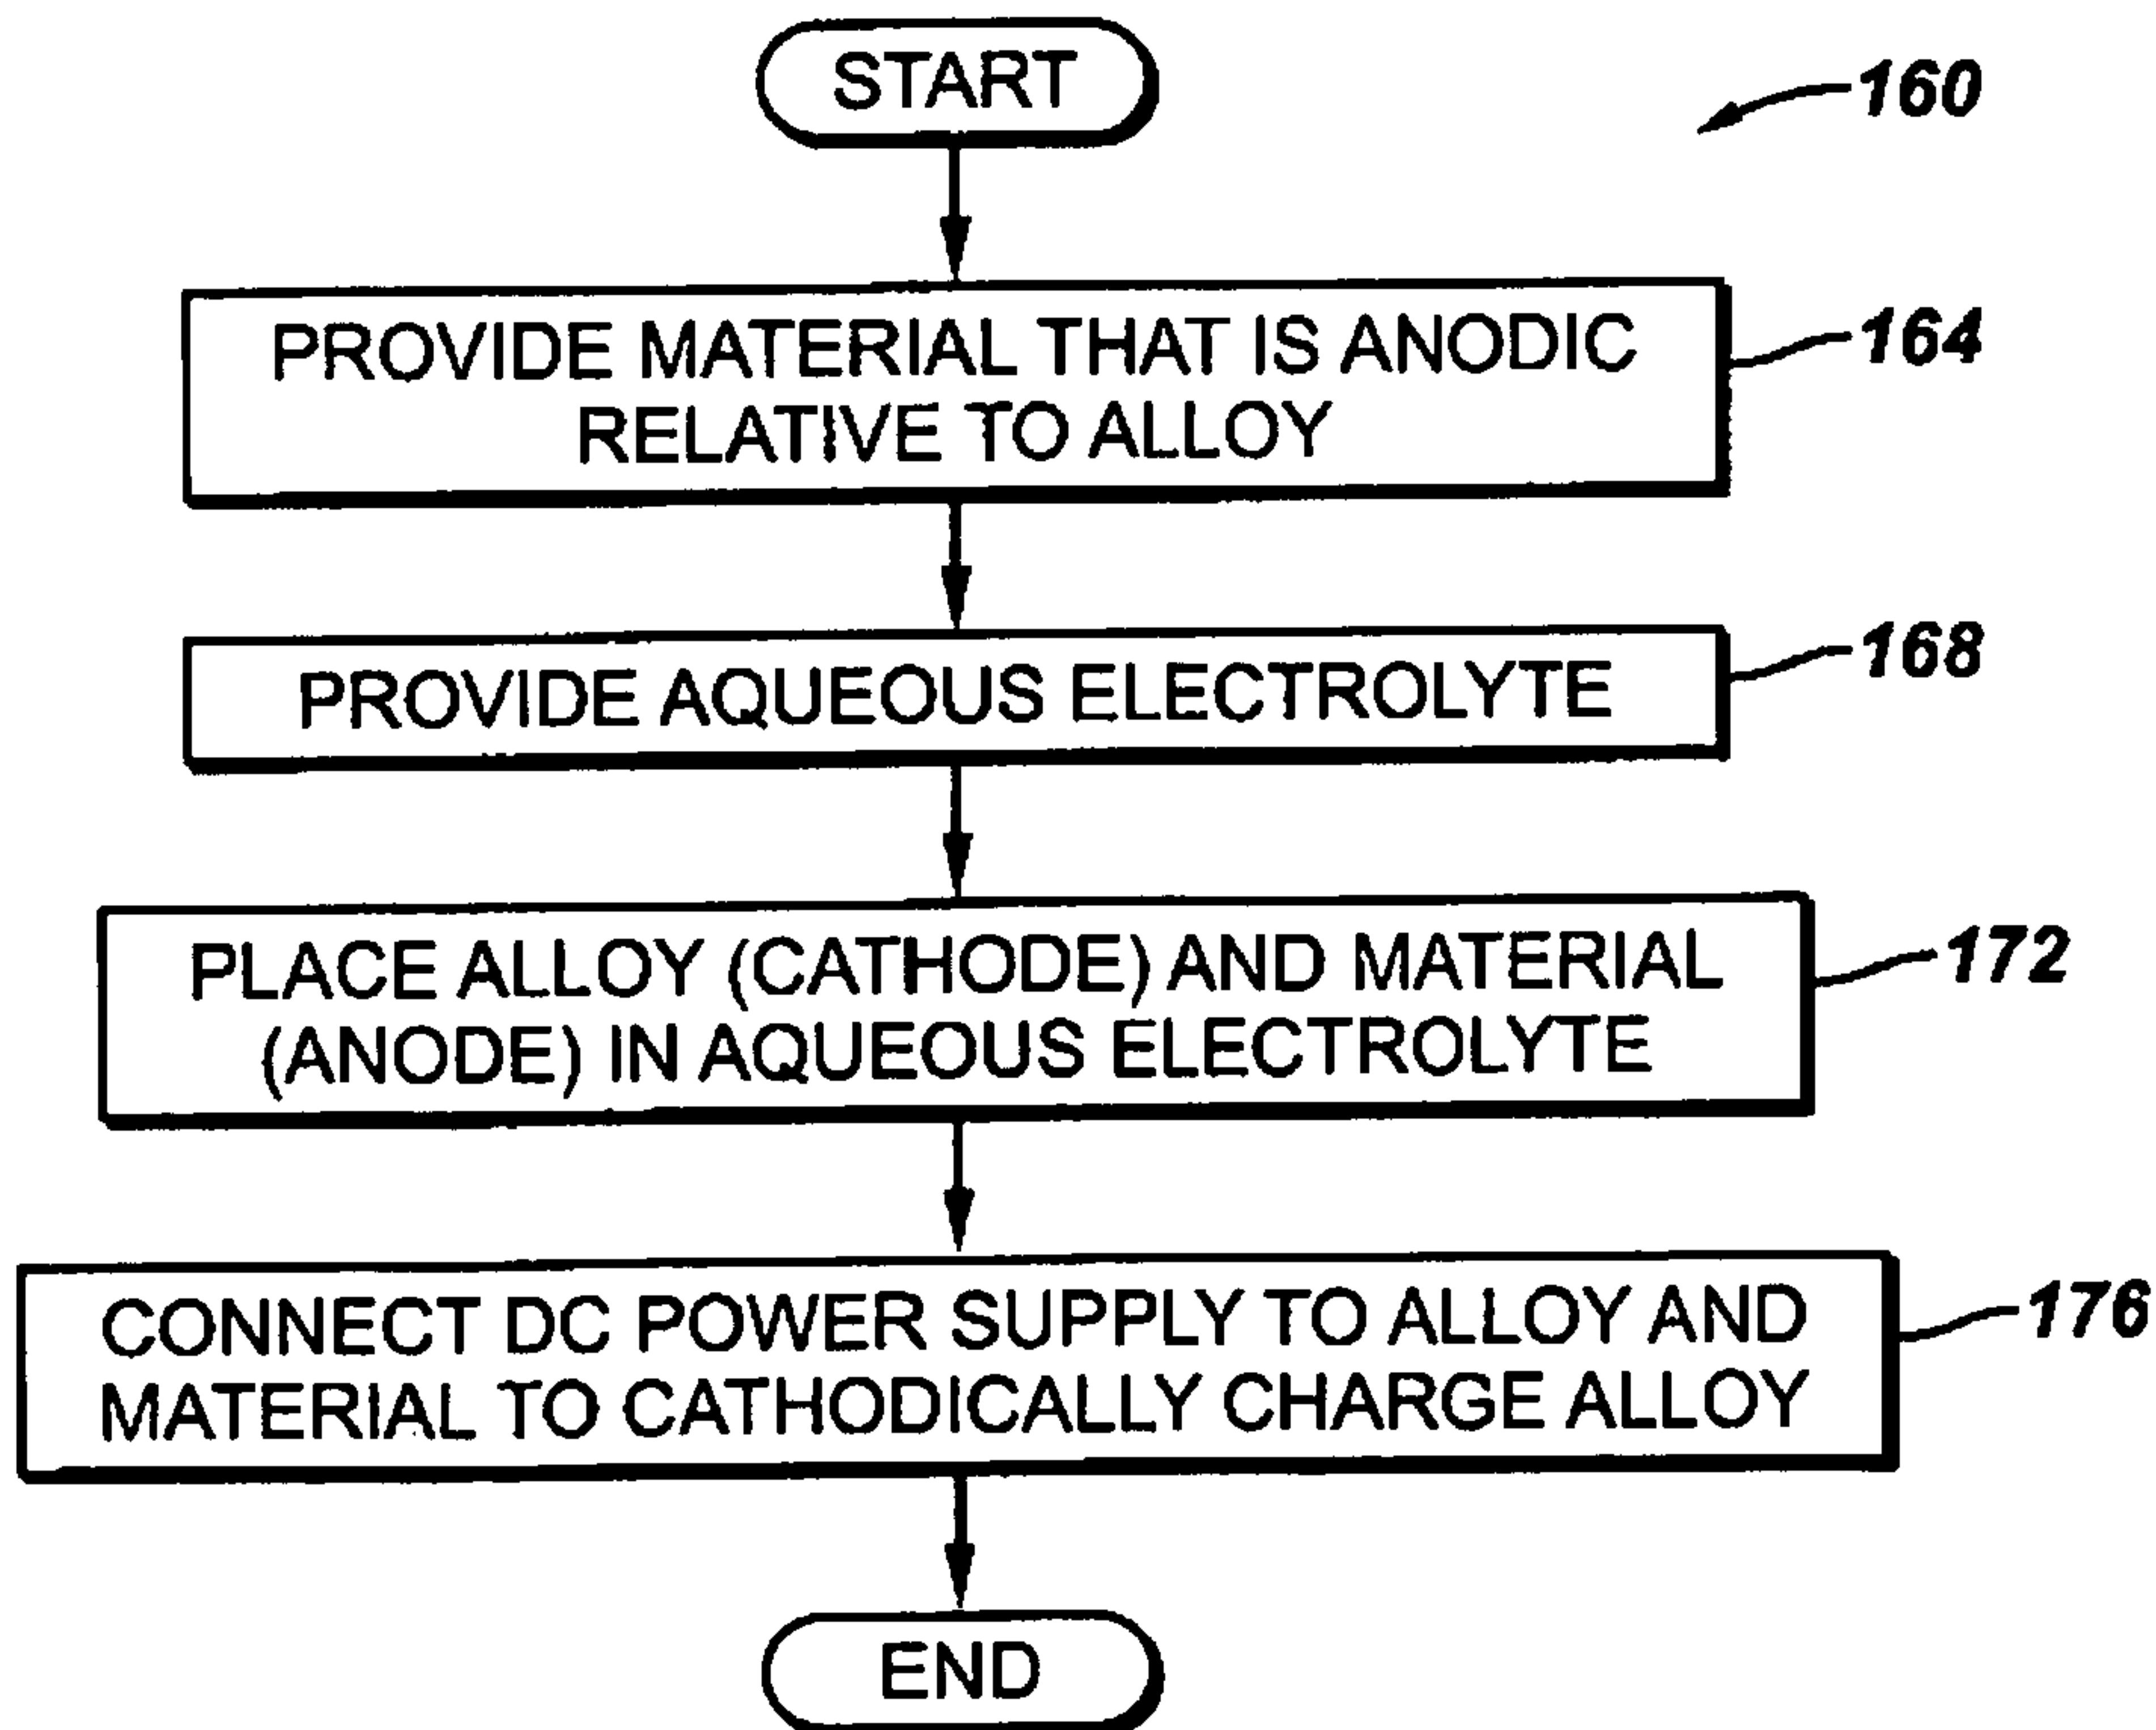 START
160
PROVIDE MATERIAL THAT IS ANODIC
RELATIVE TO ALLOY
164
PROVIDE AQUEOUS ELECTROLYTE
168
PLACE ALLOY (CATHODE) AND MATERIAL
(ANODE) IN AQUEOUS ELECTROLYTE
172
CONNECT DC POWER SUPPLY TO ALLOY AND
MATERIAL TO CATHODICALLY CHARGE ALLOY
176
END